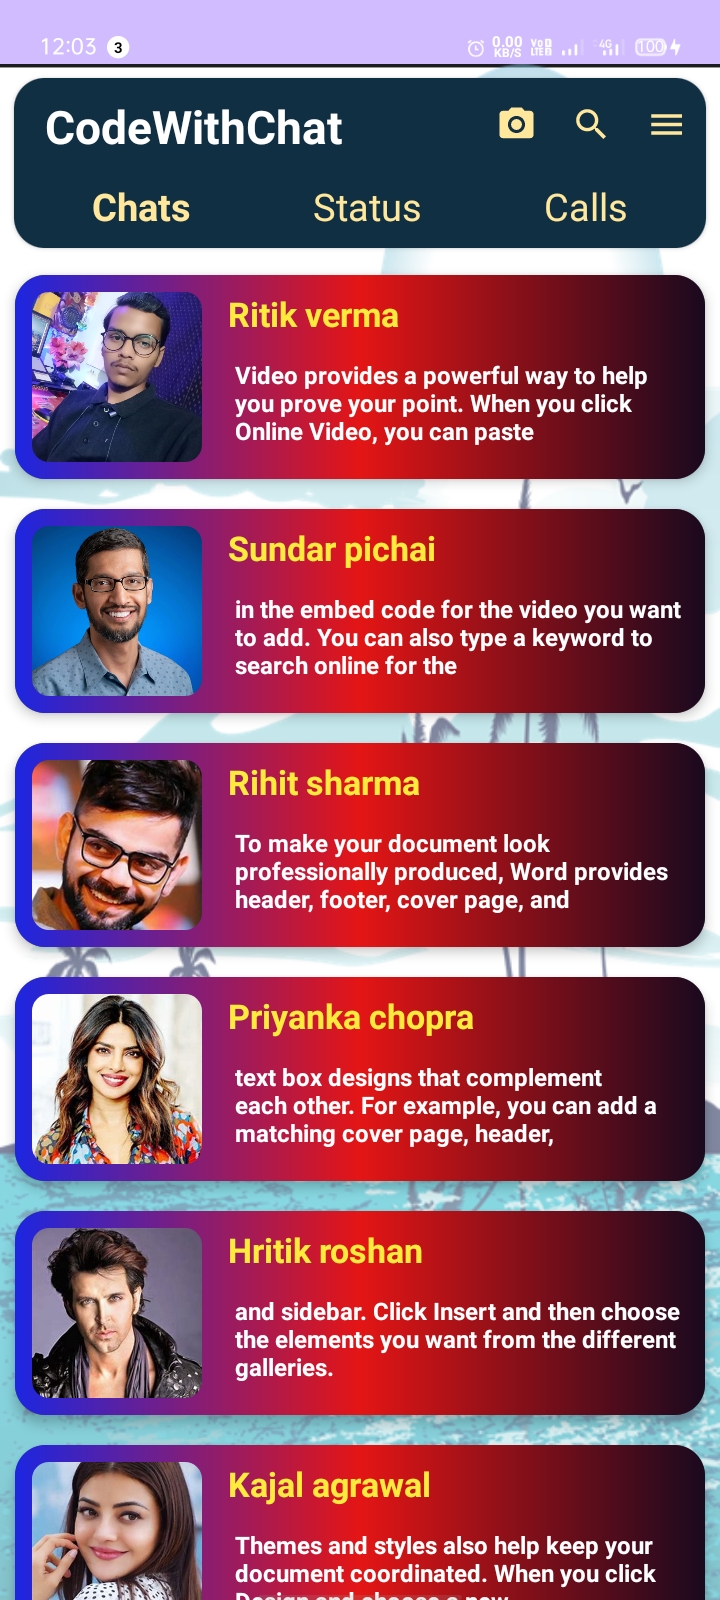 12:03 3 0.00 KB/S VoD LTE 4G 100
CodeWithChat
Chats Status Calls
Ritik verma
Video provides a powerful way to help
you prove your point. When you click
Online Video, you can paste
Sundar pichai
in the embed code for the video you want
to add. You can also type a keyword to
search online for the
Rihit sharma
To make your document look
professionally produced, Word provides
header, footer, cover page, and
Priyanka chopra
text box designs that complement
each other. For example, you can add a
matching cover page, header,
Hritik roshan
and sidebar. Click Insert and then choose
the elements you want from the different
galleries.
Kajal agrawal
Themes and styles also help keep your
document coordinated. When you click
Design and choose a new